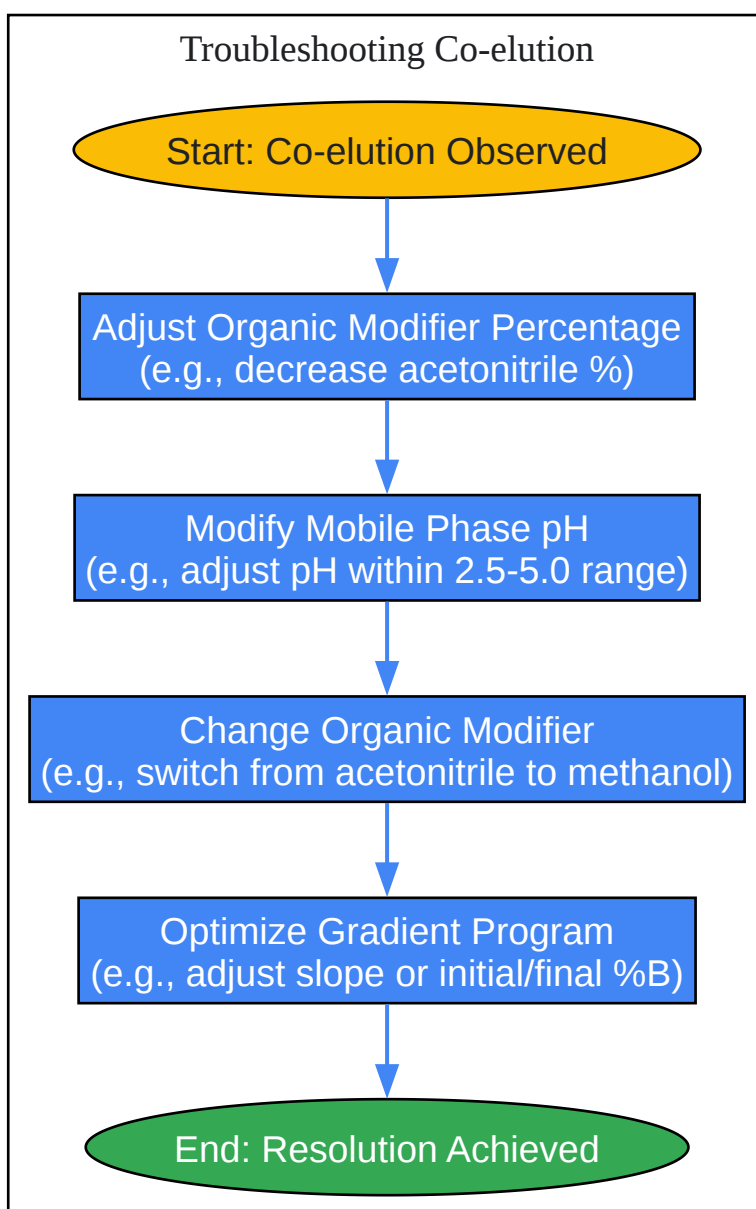 Troubleshooting Co-elution
Start: Co-elution Observed
Adjust Organic Modifier Percentage
(e.g., decrease acetonitrile %)
Modify Mobile Phase pH
(e.g., adjust pH within 2.5-5.0 range)
Change Organic Modifier
(e.g., switch from acetonitrile to methanol)
Optimize Gradient Program
(e.g., adjust slope or initial/final %B)
End: Resolution Achieved